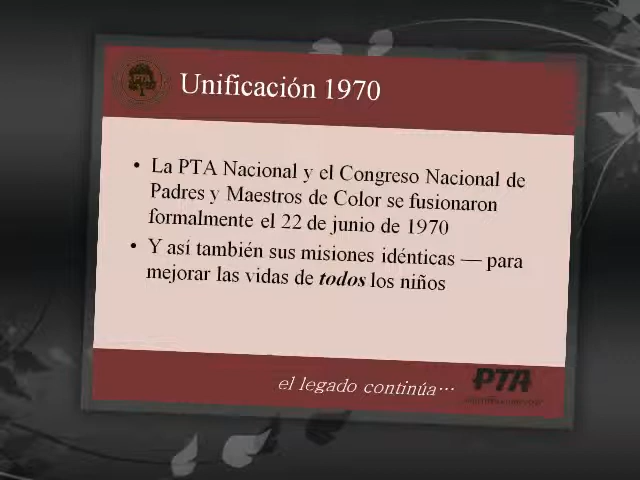 PTA
Unificación 1970
• La PTA Nacional y el Congreso Nacional de
Padres y Maestros de Color se fusionaron
formalmente el 22 de junio de 1970
• Y así también sus misiones idénticas — para
mejorar las vidas de todos los niños
el legado continúa…
PTA